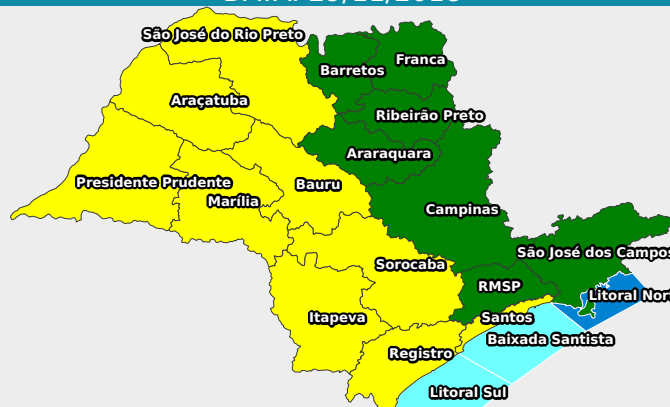 São José do Rio Preto
Franca
Barretos
Araçatuba
Ribeirão Preto
Araraquara
Presidente Prudente
Bauru
Marília
Campinas
São José dos Campos
Sorocaba
RMSP
Litoral Nort
Itapeva
Santos
Baixada Santista
Registro
Litoral Sul